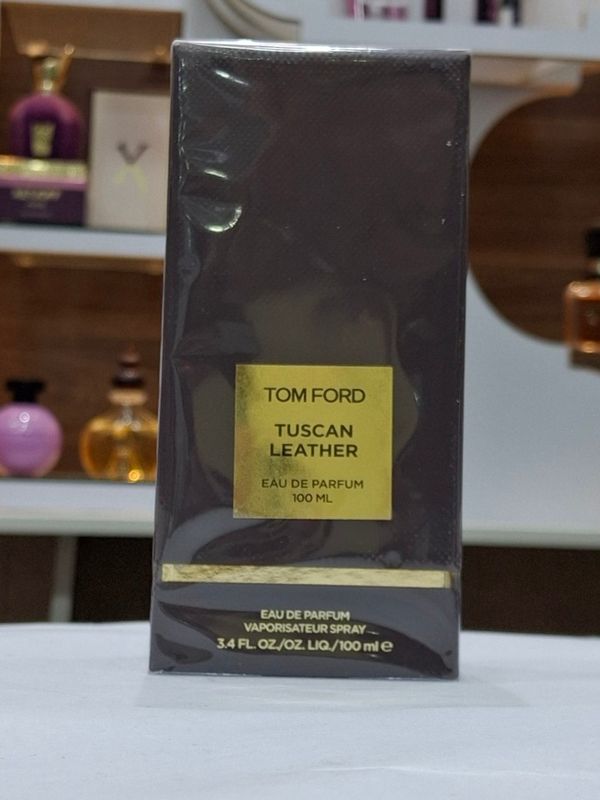 TOM FORD
TUSCAN
LEATHER
EAU DE PARFUM
100 ML
EAU DE PARFUM
VAPORISATEUR SPRAY
3.4 FL. OZ./OZ. LIQ./100 ml e